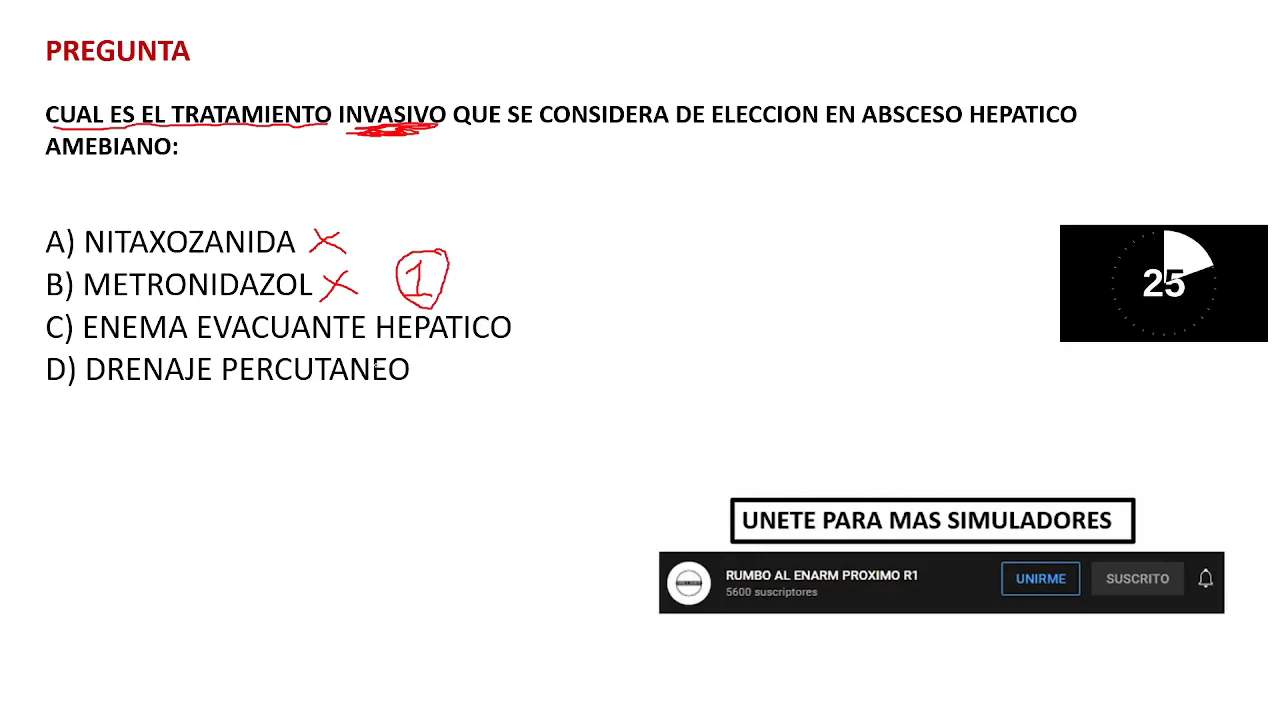 PREGUNTA
CUAL ES EL TRATAMIENTO INVASIVO QUE SE CONSIDERA DE ELECCION EN ABSCESO HEPATICO
AMEBIANO:
A) NITAXOZANIDA
B) METRONIDAZOL
1
C) ENEMA EVACUANTE HEPATICO
D) DRENAJE PERCUTANEO
25
UNETE PARA MAS SIMULADORES
RUMBO AL ENARM PROXIMO R1
5600 suscriptores
UNIRME
SUSCRITO